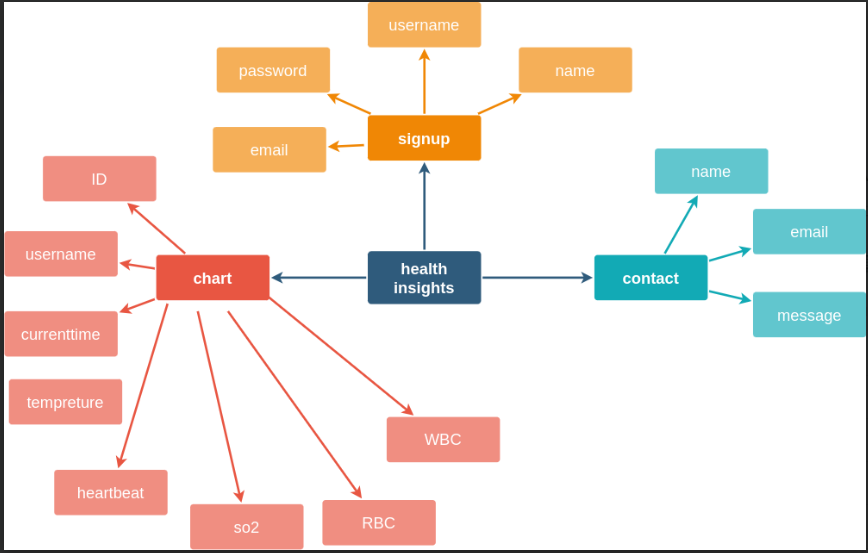 username
password
name
signup
email
name
ID
email
username
health
insights
chart
contact
message
currenttime
tempreture
WBC
heartbeat
so2
RBC